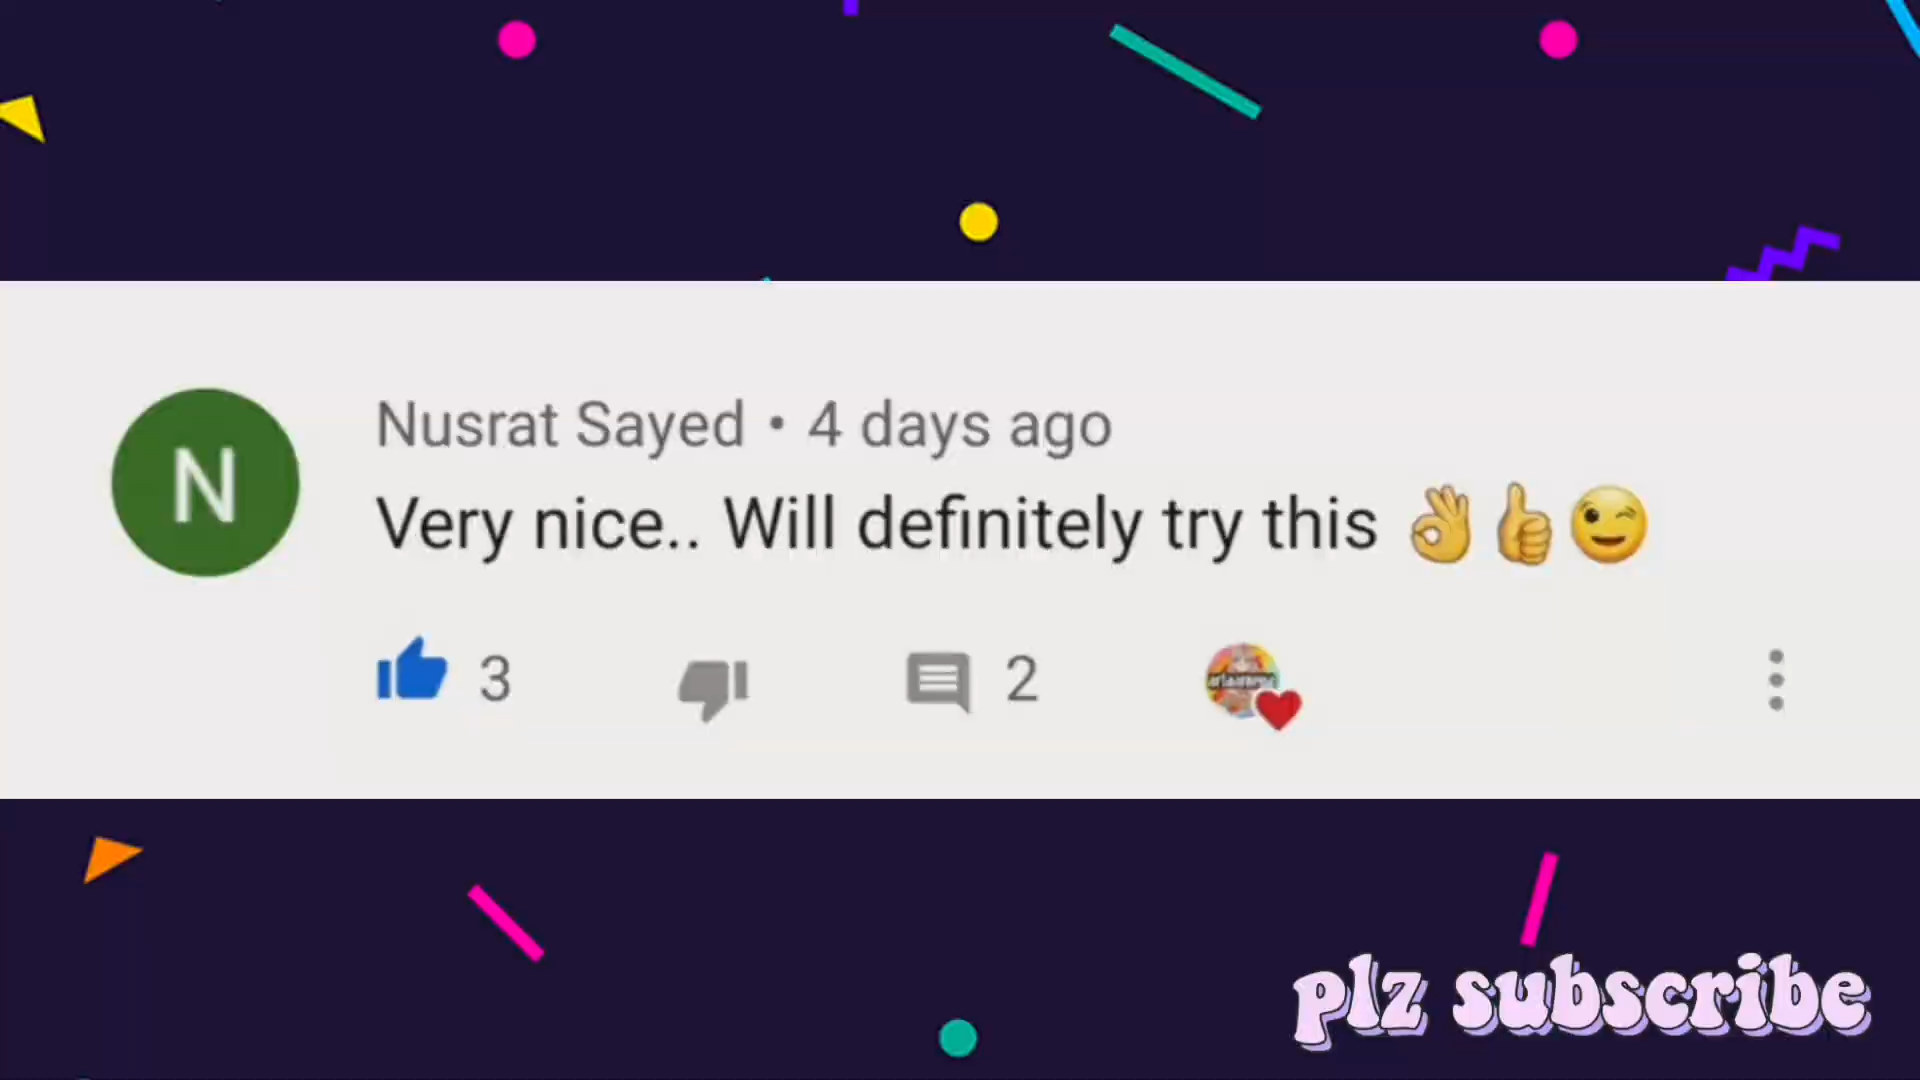 N
Nusrat Sayed • 4 days ago
Very nice.. Will definitely try this 👌👍😉
3
2
plz subscribe